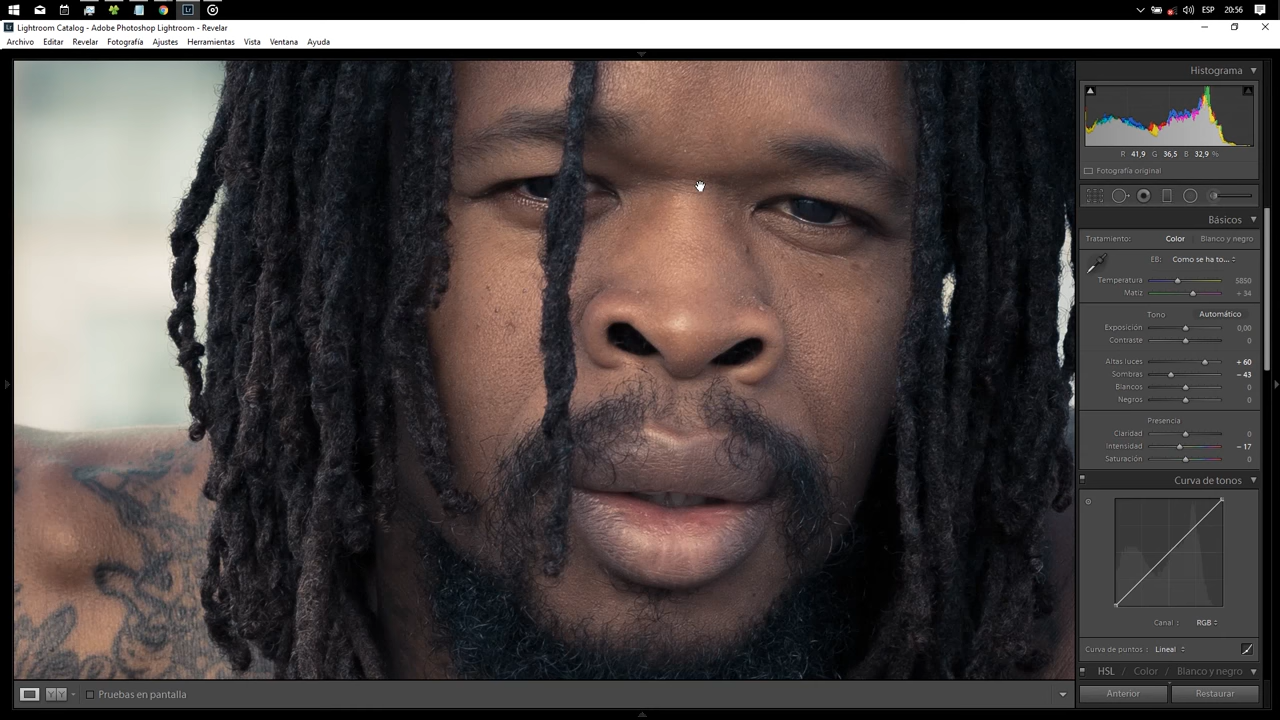 ESP 20:56
Lightroom Catalog - Adobe Photoshop Lightroom - Revelar
Archivo Editar Revelar Fotografía Ajustes Herramientas Vista Ventana Ayuda
Histograma
R 41,9 G 36,5 B 32,9 %
Fotografía original
Básicos
Tratamiento: Color Blanco y negro
EB: Como se ha to...
Temperatura 5850
Matiz + 34
Tono Automático
Exposición 0,00
Contraste 0
Altas luces + 60
Sombras − 43
Blancos 0
Negros 0
Presencia
Claridad 0
Intensidad − 17
Saturación 0
Curva de tonos
Canal : RGB
Curva de puntos : Lineal
HSL / Color / Blanco y negro
Pruebas en pantalla
Anterior Restaurar